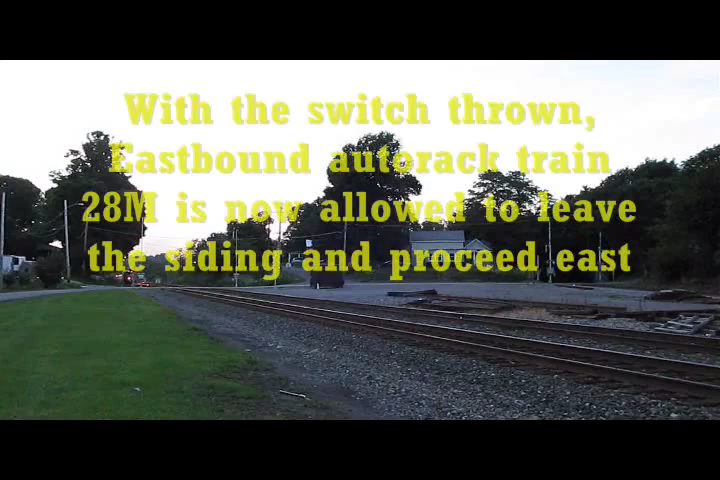 With the switch thrown,
Eastbound autorack train
28M is now allowed to leave
the siding and proceed east